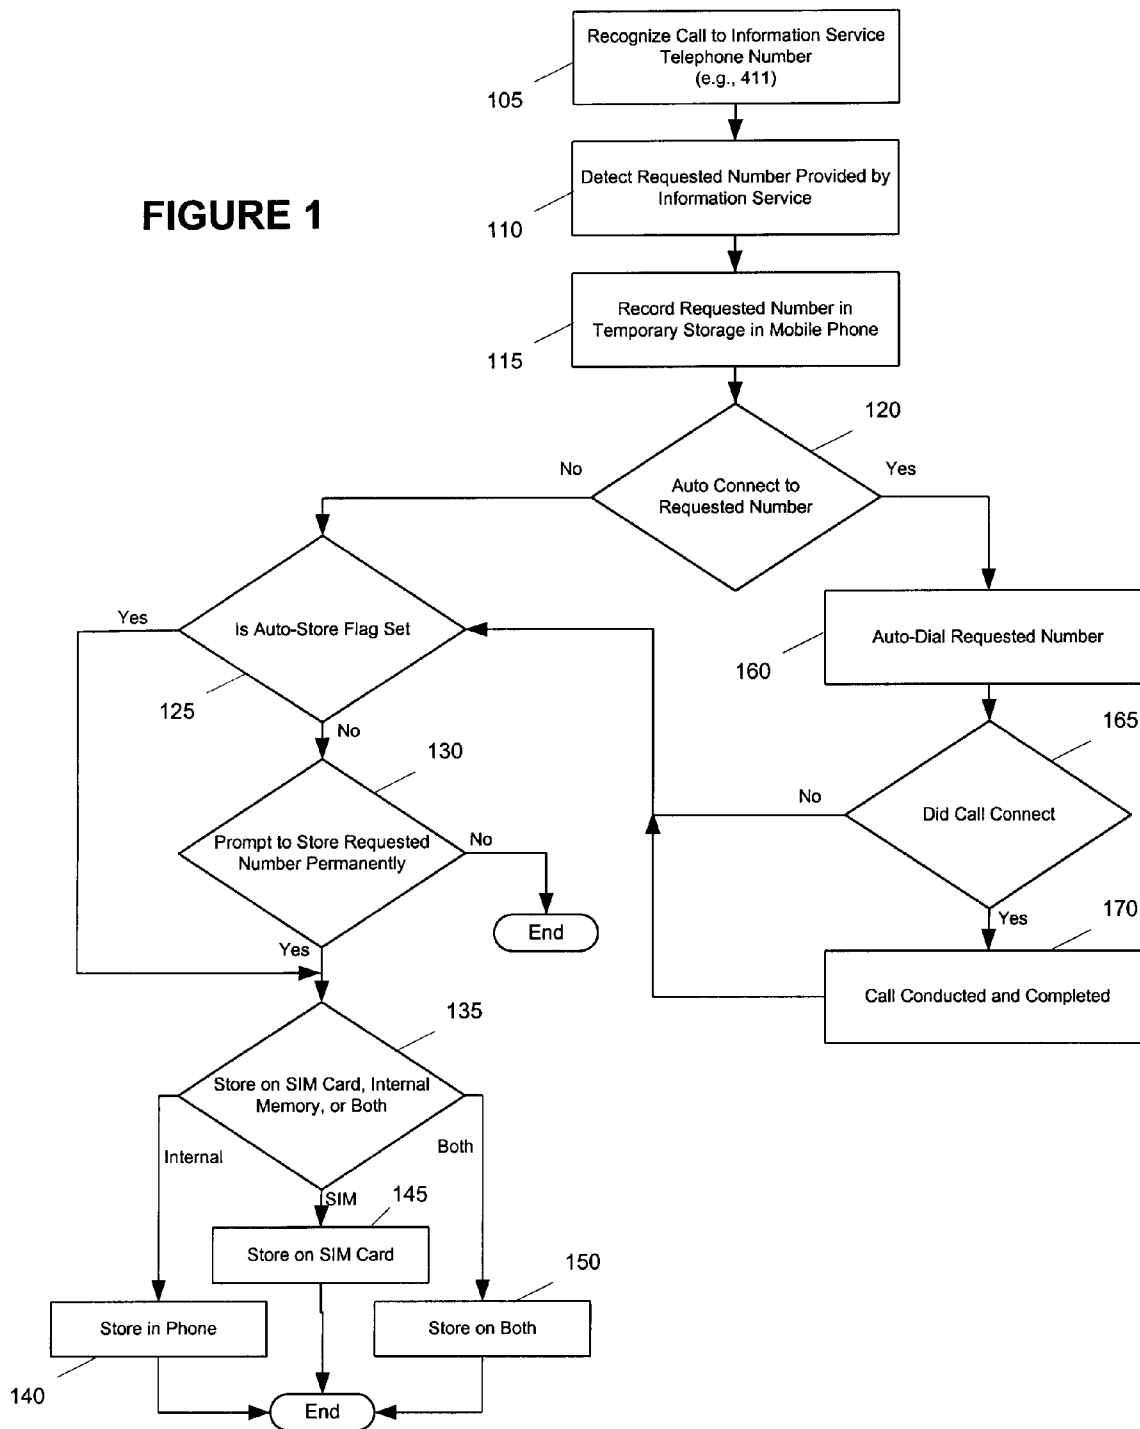 Recognize Call to Information Service
Telephone Number
(e.g., 411)
105
FIGURE 1
Detect Requested Number Provided by
Information Service
110
Record Requested Number in
Temporary Storage in Mobile Phone
115
120
No
Yes
Auto Connect to
Requested Number
Yes
Is Auto-Store Flag Set
125
No
Auto-Dial Requested Number
160
165
No
Did Call Connect
Yes
170
Call Conducted and Completed
130
Prompt to Store Requested
Number Permanently
No
End
Yes
135
Store on SIM Card, Internal
Memory, or Both
Internal
SIM
Both
145
Store on SIM Card
150
Store in Phone
140
Store on Both
End